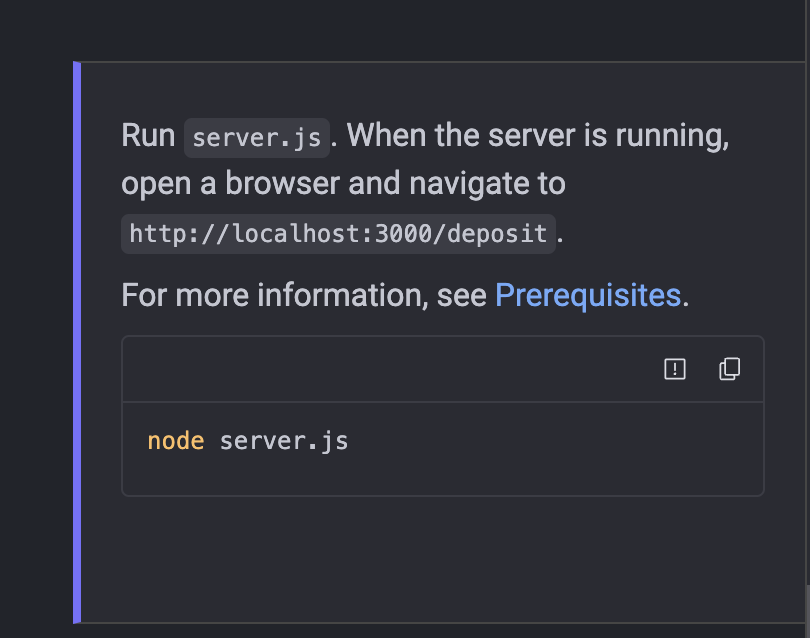 Run server.js. When the server is running,
open a browser and navigate to
http://localhost:3000/deposit.
For more information, see Prerequisites.
node server.js